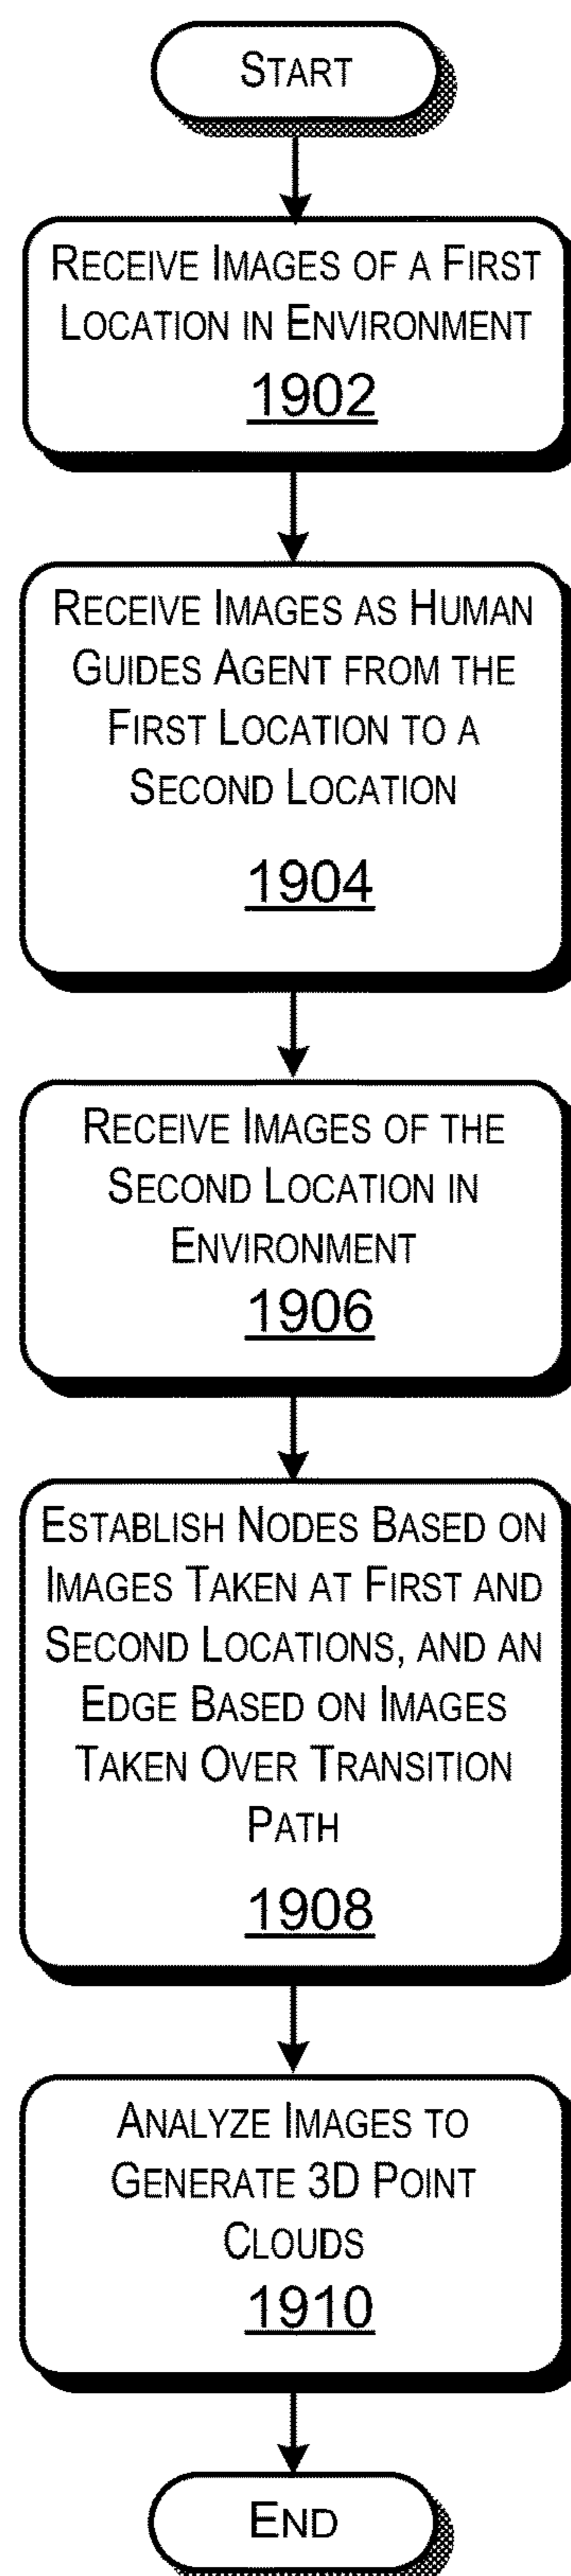 START
RECEIVE IMAGES OF A FIRST
LOCATION IN ENVIRONMENT
1902
RECEIVE IMAGES AS HUMAN
GUIDES AGENT FROM THE
FIRST LOCATION TO A
SECOND LOCATION
1904
RECEIVE IMAGES OF THE
SECOND LOCATION IN
ENVIRONMENT
1906
ESTABLISH NODES BASED ON
IMAGES TAKEN AT FIRST AND
SECOND LOCATIONS, AND AN
EDGE BASED ON IMAGES
TAKEN OVER TRANSITION
PATH
1908
ANALYZE IMAGES TO
GENERATE 3D POINT
CLOUDS
1910
END